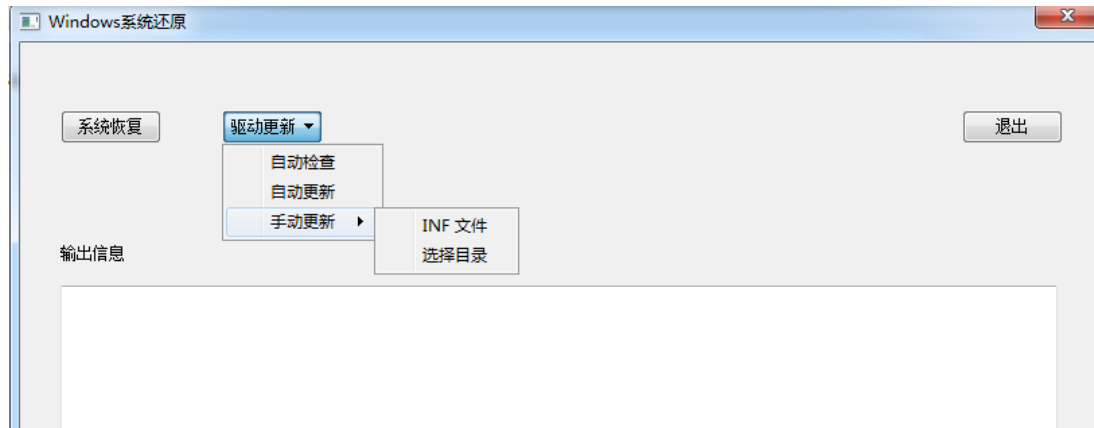 Windows系统还原
系统恢复
驱动更新
退出
自动检查
自动更新
手动更新
INF 文件
选择目录
输出信息